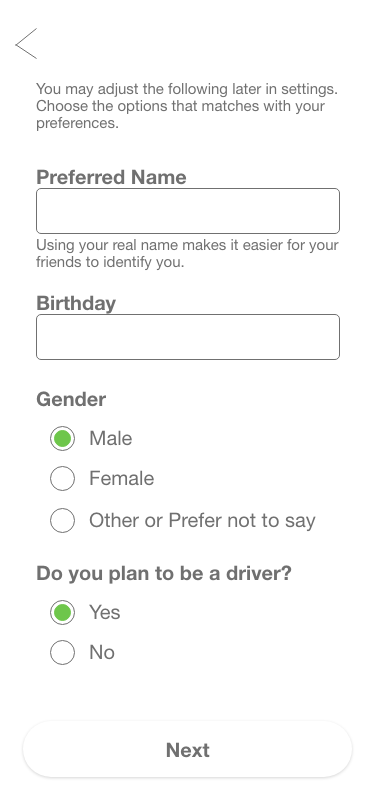 You may adjust the following later in settings.
Choose the options that matches with your
preferences.
Preferred Name
Using your real name makes it easier for your
friends to identify you.
Birthday
Gender
Male
Female
Other or Prefer not to say
Do you plan to be a driver?
Yes
No
Next